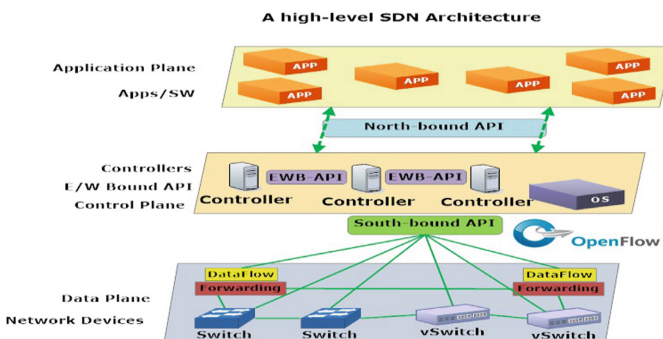 A high-level SDN Architecture
Application Plane
Apps/SW
APP
APP
APP
APP
APP
APP
North-bound API
Controllers
E/W Bound API
Control Plane
EWB-API
EWB-API
Controller
Controller
Controller
OS
South-bound API
OpenFlow
Data Plane
Network Devices
DataFlow
Forwarding
DataFlow
Forwarding
Switch
Switch
vSwitch
vSwitch